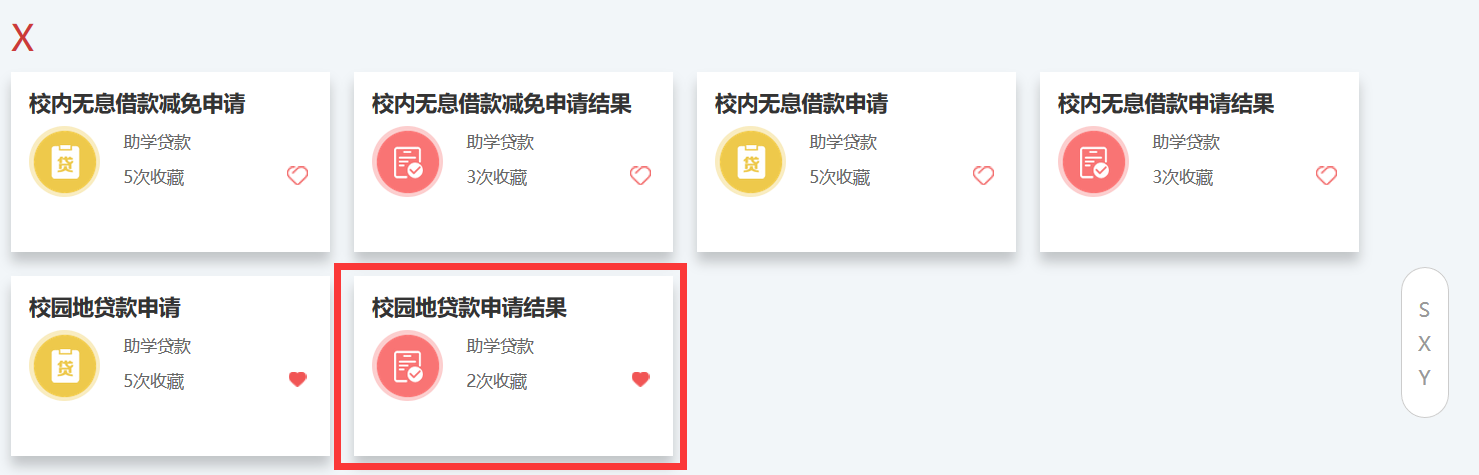 X
校内无息借款减免申请
贷
助学贷款
5次收藏
校内无息借款减免申请结果
助学贷款
3次收藏
校内无息借款申请
贷
助学贷款
5次收藏
校内无息借款申请结果
助学贷款
3次收藏
校园地贷款申请
贷
助学贷款
5次收藏
校园地贷款申请结果
助学贷款
2次收藏
S
X
Y